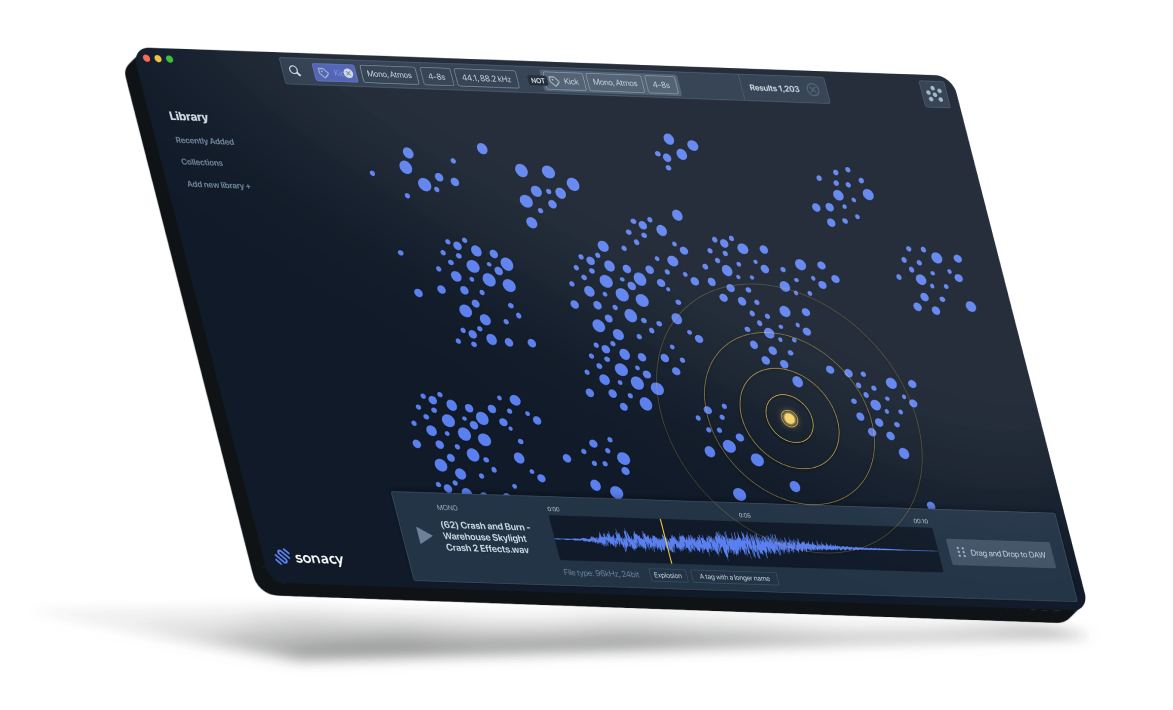 Mono, Atmos
4-8s
44.1, 88.2 kHz
NOT
Kick
Mono, Atmos
4-8s
Results 1,203
Library
Recently Added
Collections
Add new library +
MONO
(62) Crash and Burn -
Warehouse Skylight
Crash 2 Effects.wav
0:00
0:05
00:10
Drag and Drop to DAW
File type: 96kHz, 24bit
Explosion
A tag with a longer name
sonacy